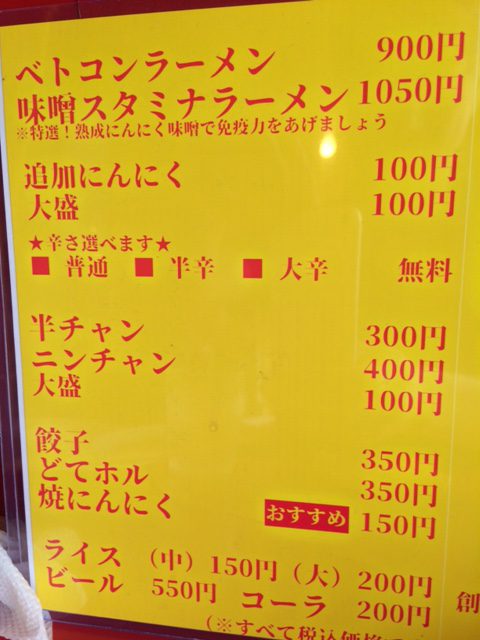 ベトコンラーメン 900円
味噌スタミナラーメン 1050円
※特選!熟成にんにく味噌で免疫力をあげましょう
追加にんにく 100円
大盛 100円
★辛さ選べます★
■ 普通 ■ 半辛 ■ 大辛 無料
半チャン 300円
ニンチャン 400円
大盛 100円
餃子 350円
どてホル 350円
焼にんにく おすすめ 150円
ライス (中) 150円 (大) 200円
ビール 550円 コーラ 200円
(※すべて税込価格
創